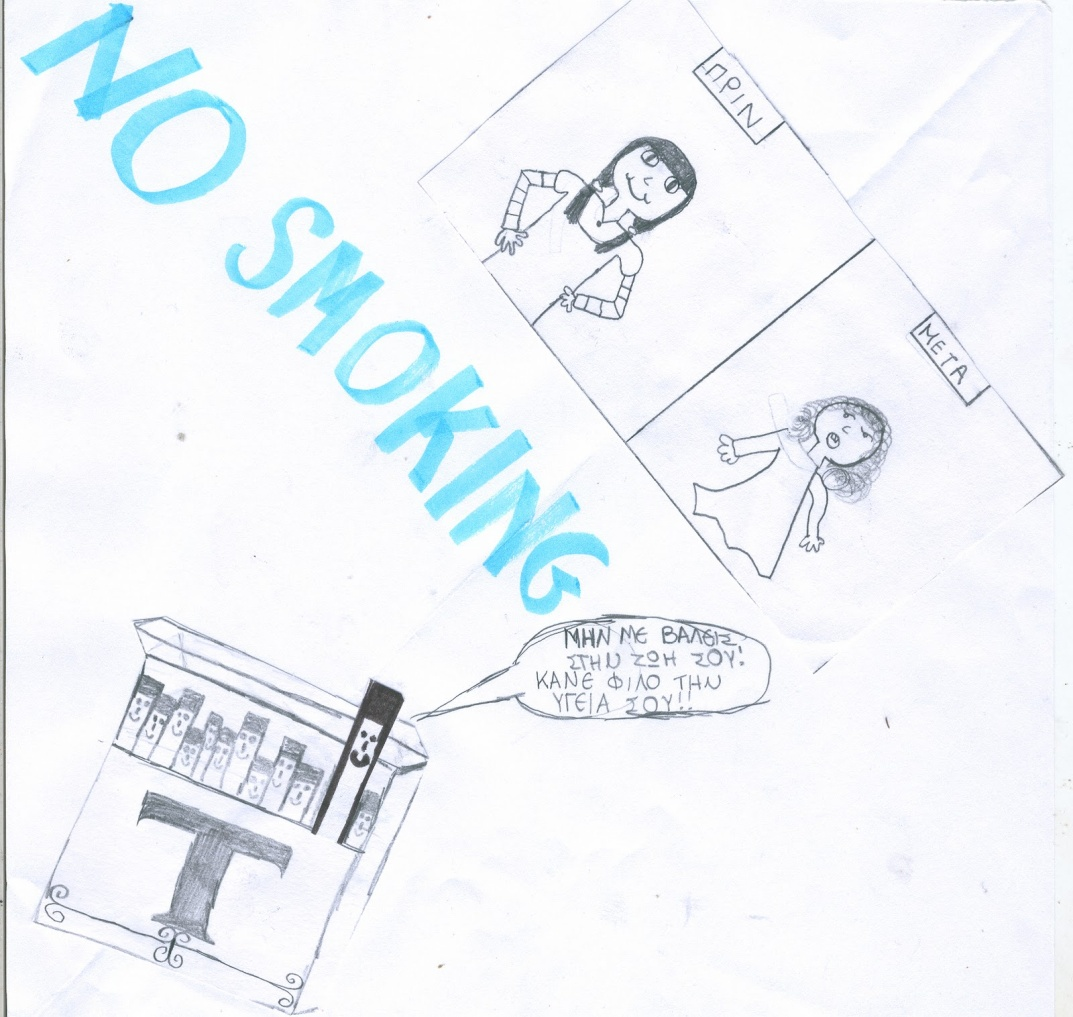 NO SMOKING
ΠΡΙΝ
ΜΕΤΑ
ΜΗΝ ΜΕ ΒΑΛΕΙΣ
ΣΤΗΝ ΖΩΗ ΣΟΥ!
ΚΑΝΕ ΦΙΛΟ ΤΗΝ
ΥΓΕΙΑ ΣΟΥ!!
T